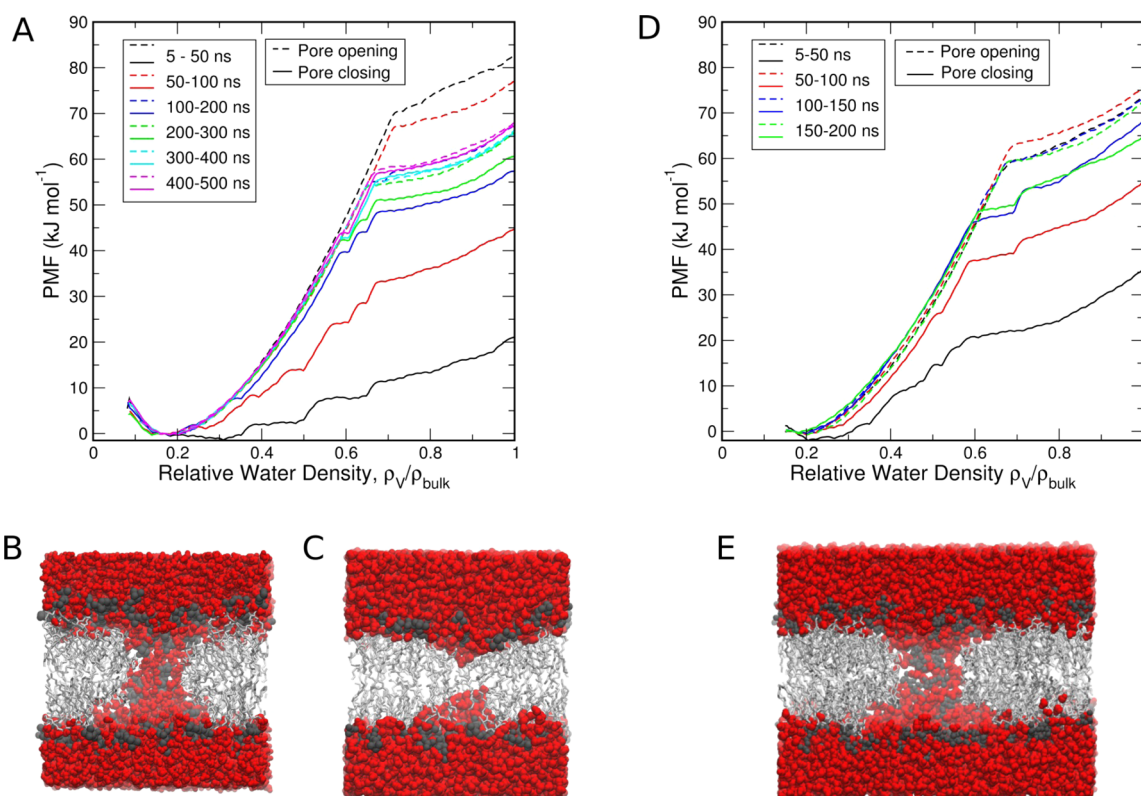 A
90
80
70
60
50
40
30
20
10
0
PMF (kJ mol⁻¹)
5 - 50 ns
50-100 ns
100-200 ns
200-300 ns
300-400 ns
400-500 ns
Pore opening
Pore closing
0 0.2 0.4 0.6 0.8 1
Relative Water Density, ρV/ρbulk
D
90
80
70
60
50
40
30
20
10
0
PMF (kJ mol⁻¹)
5-50 ns
50-100 ns
100-150 ns
150-200 ns
Pore opening
Pore closing
0 0.2 0.4 0.6 0.8 1
Relative Water Density ρV/ρbulk
B
C
E